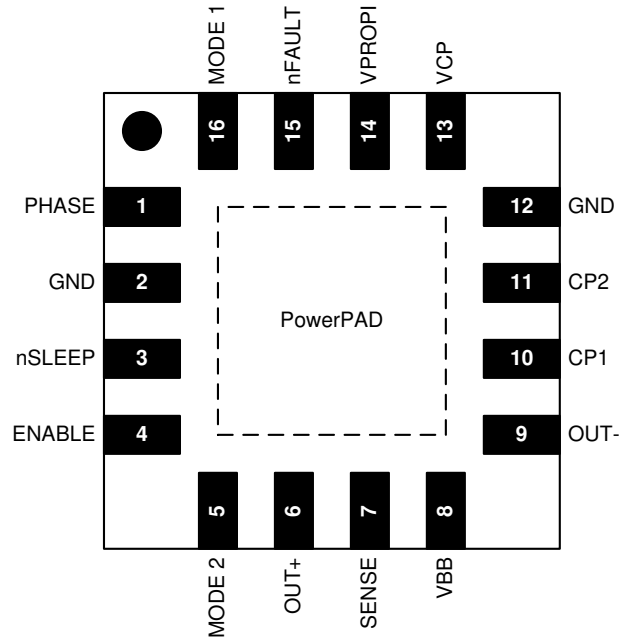 MODE 1
nFAULT
VPROPI
VCP
16
15
14
13
PHASE 1
12 GND
GND 2
11 CP2
PowerPAD
nSLEEP 3
10 CP1
ENABLE 4
9 OUT-
5
6
7
8
MODE 2
OUT+
SENSE
VBB